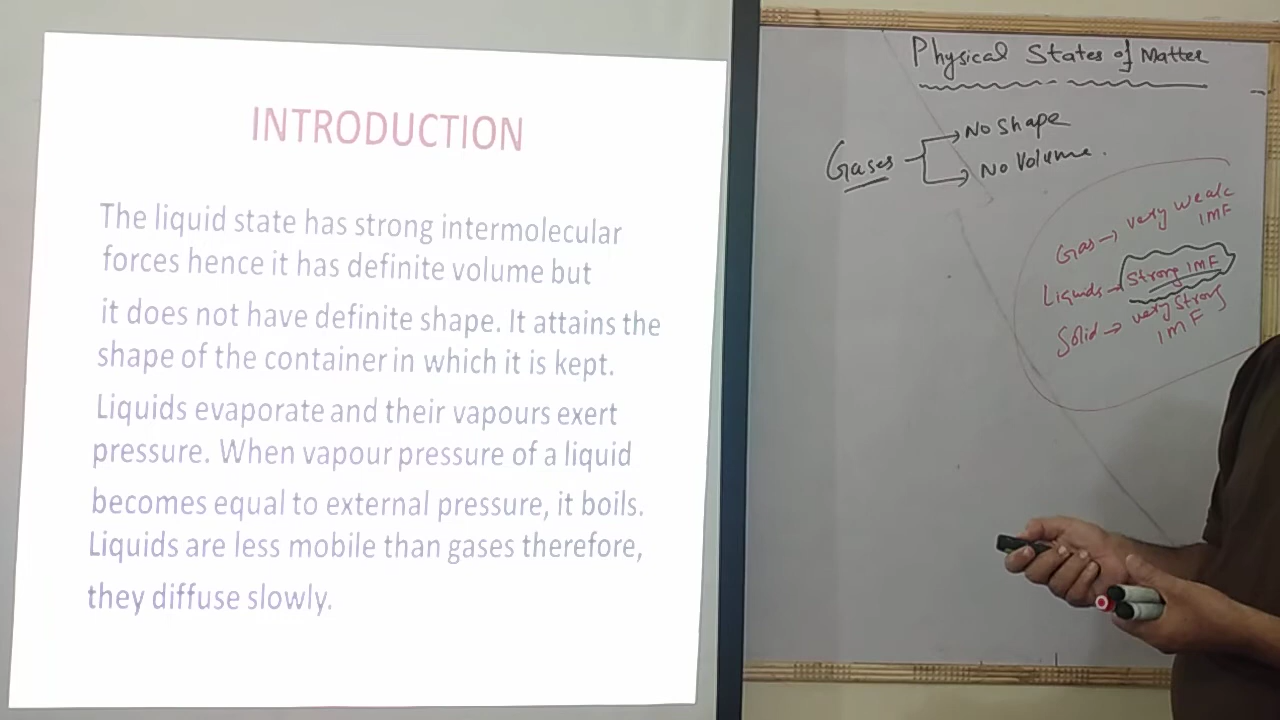 INTRODUCTION
The liquid state has strong intermolecular
forces hence it has definite volume but
it does not have definite shape. It attains the
shape of the container in which it is kept.
Liquids evaporate and their vapours exert
pressure. When vapour pressure of a liquid
becomes equal to external pressure, it boils.
Liquids are less mobile than gases therefore,
they diffuse slowly.
Physical States of Matter
Gases → No Shape
→ No Volume.
Gas → very weak
IMF
Liquids → Strong IMF
Solid → very strong
IMF